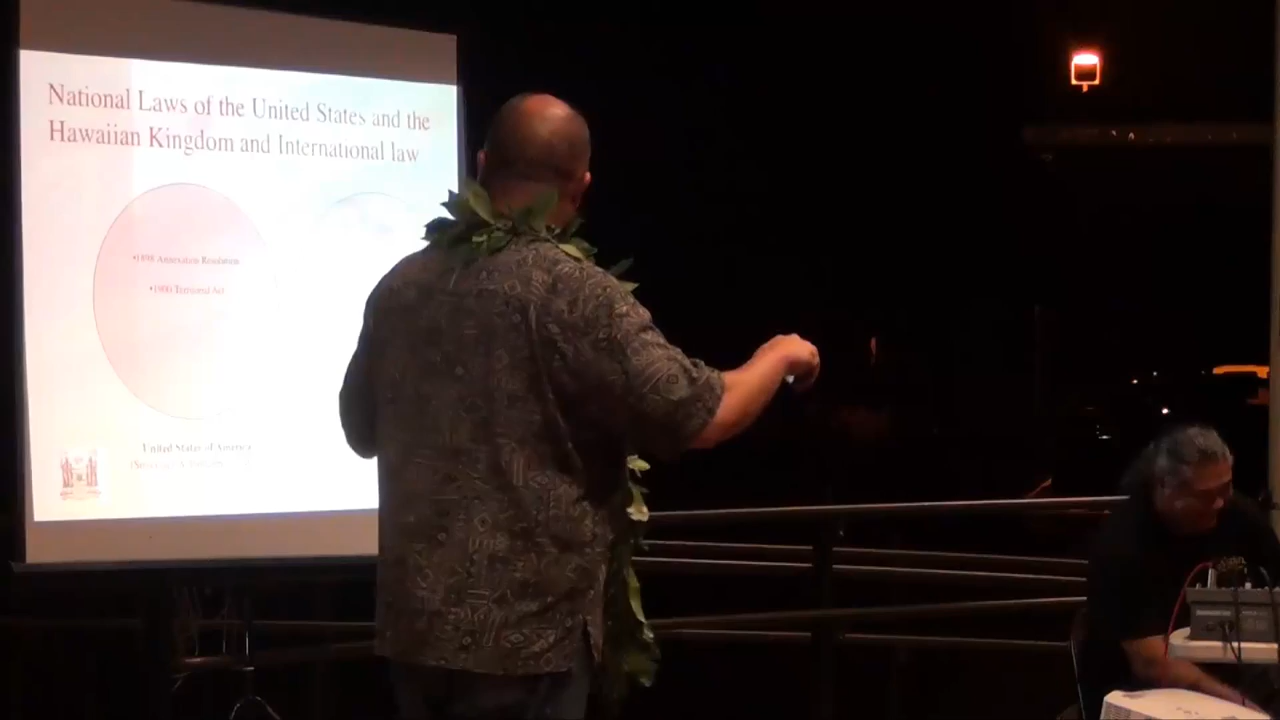 National Laws of the United States and the
Hawaiian Kingdom and International law
•1898 Annexation Resolution
•1900 Territorial Act
United States of America